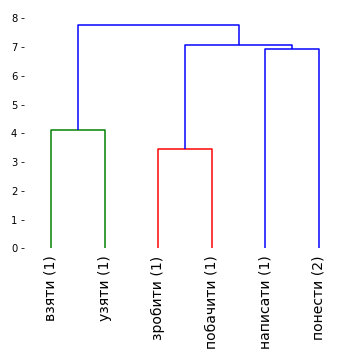 8
7
6
5
4
3
2
1
0
взяти (1)
узяти (1)
зробити (1)
побачити (1)
написати (1)
понести (2)